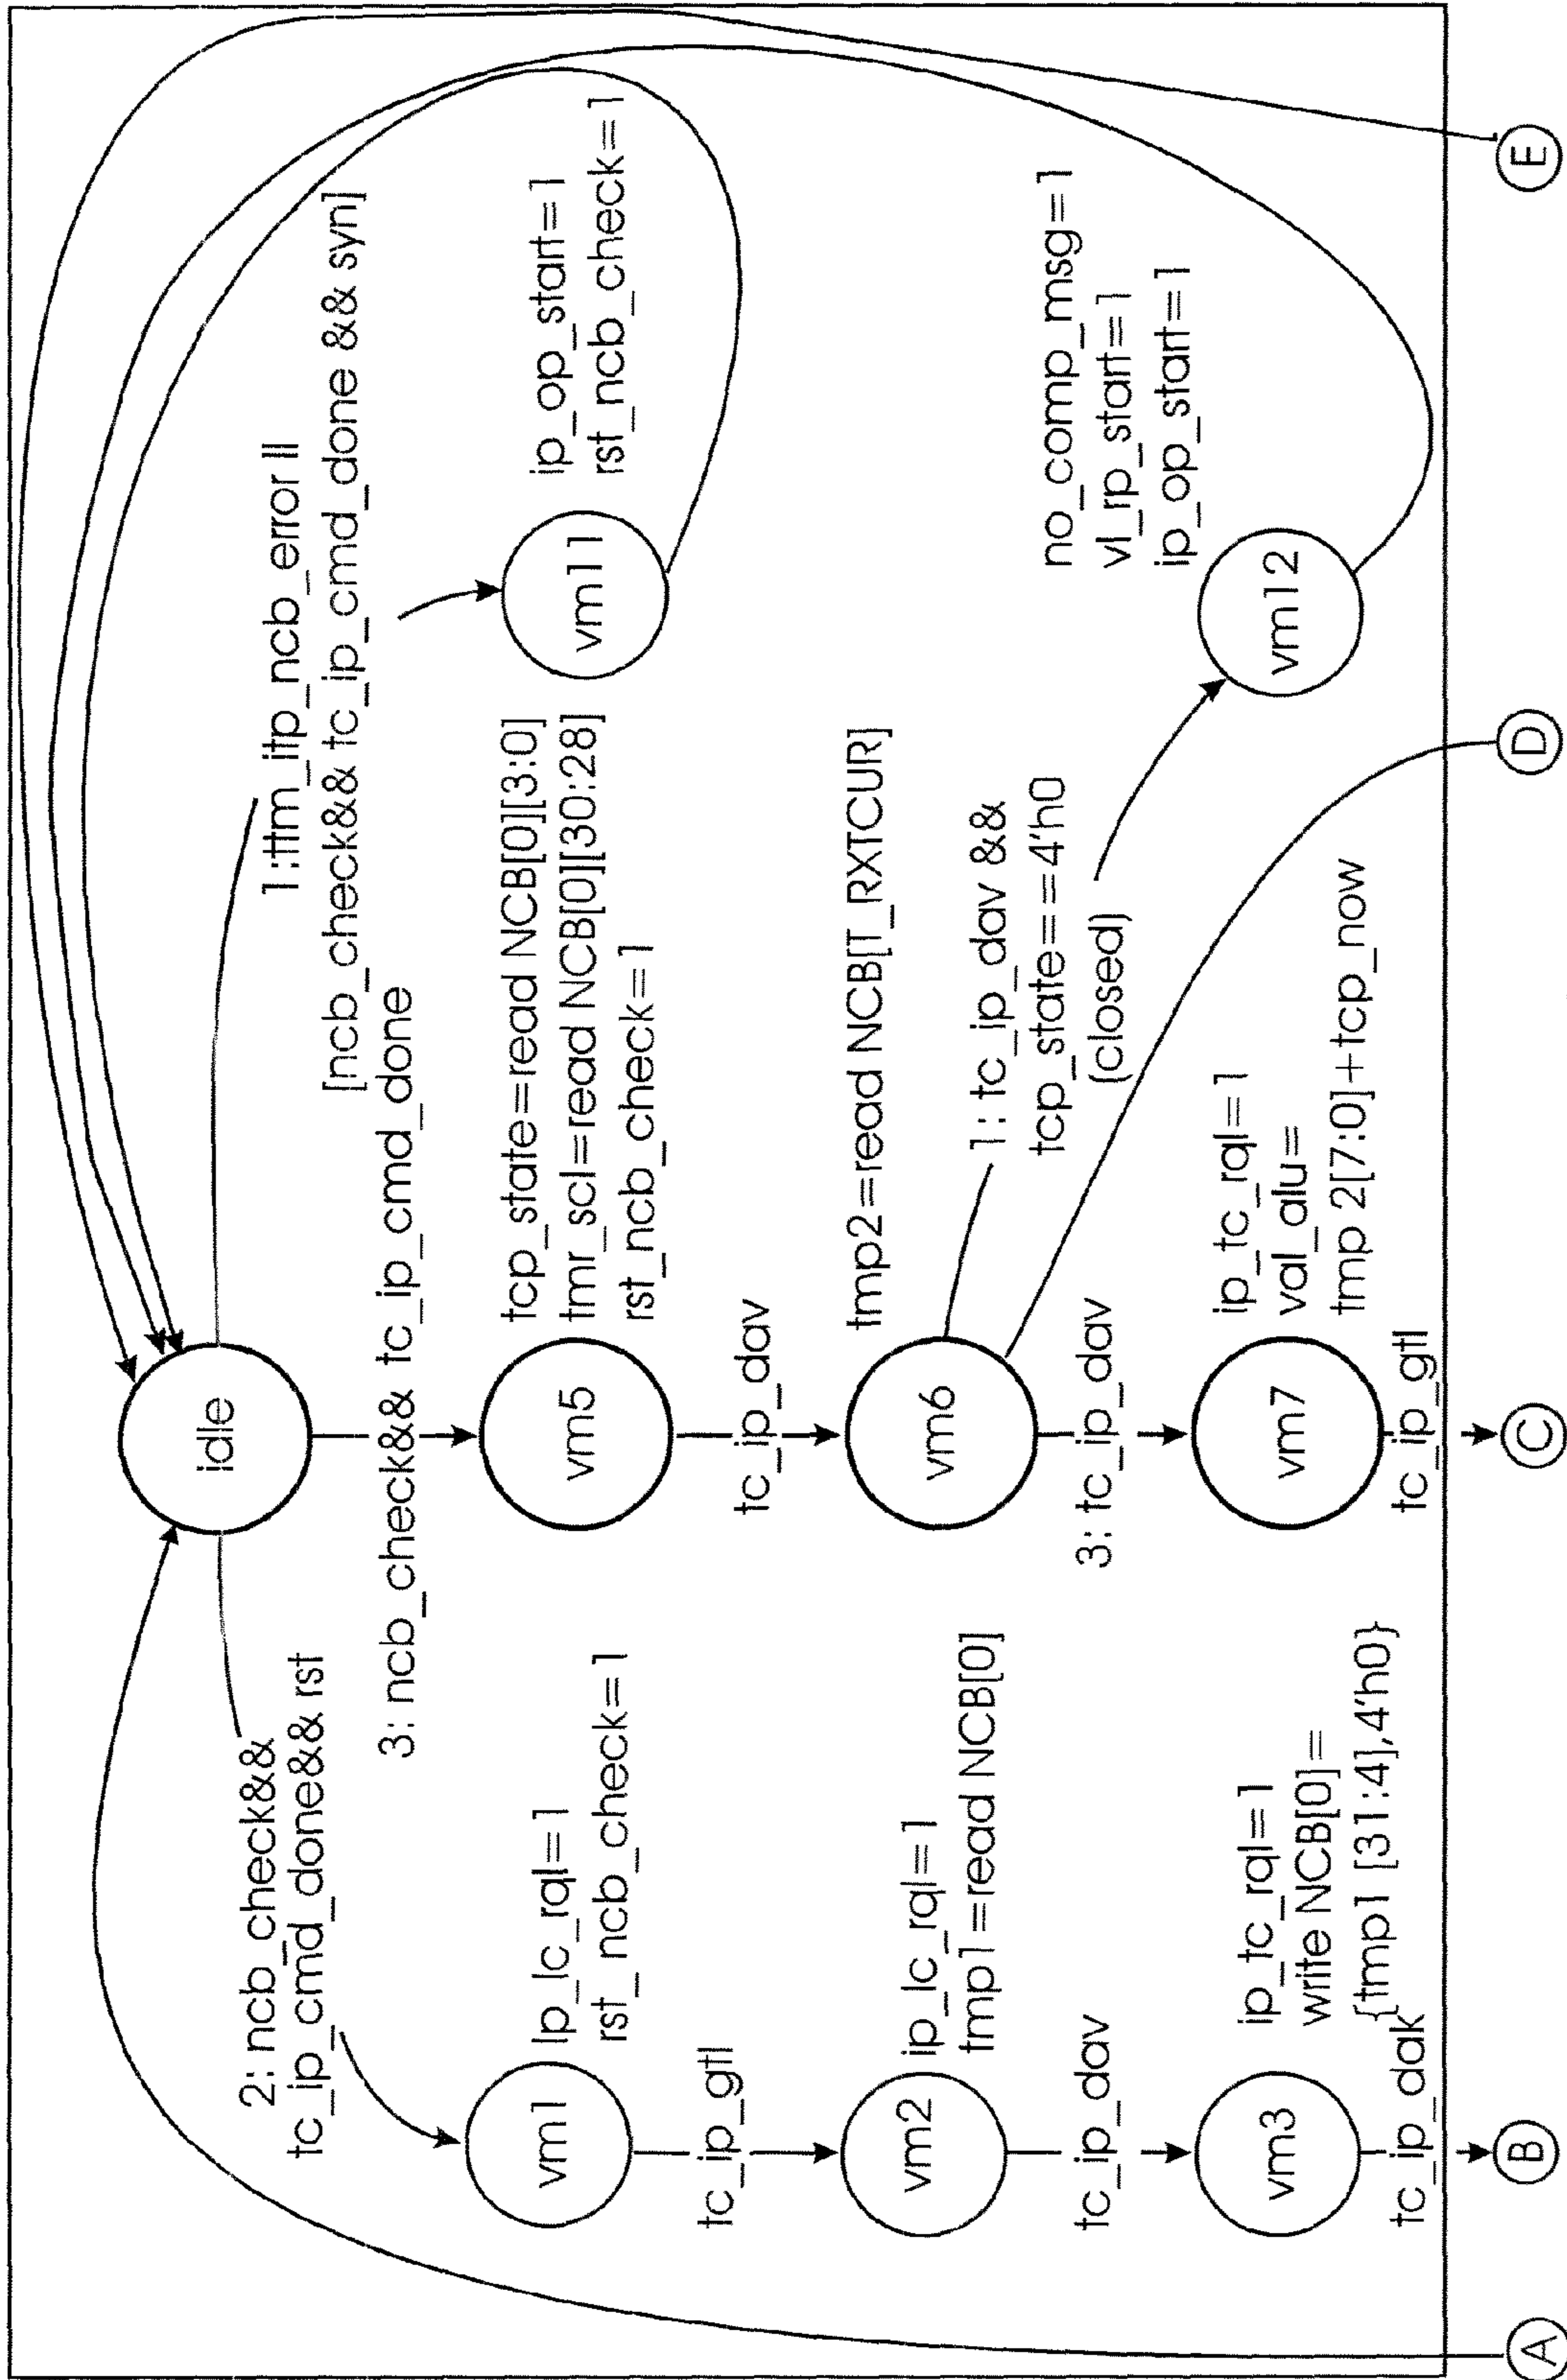 idle
1:ttm_itp_ncb_error ||
[ncb_check&& tc_ip_cmd_done && syn]
2: ncb_check&&
tc_ip_cmd_done&& rst
3: ncb_check&& tc_ip_cmd_done
vm1
ip_lc_rql=1
rst_ncb_check=1
vm5
tcp_state=read NCB[0][3:0]
tmr_scl=read NCB[0][30:28]
rst_ncb_check=1
vm11
ip_op_start=1
rst_ncb_check=1
tc_ip_gtl
tc_ip_dav
vm2
ip_lc_rql=1
tmp1=read NCB[0]
vm6
tmp2=read NCB[T_RXTCUR]
1: tc_ip_dav &&
tcp_state==4'h0
(closed)
tc_ip_dav
3: tc_ip_dav
vm3
ip_tc_rql=1
write NCB[0]=
{tmp1 [31:4],4'h0}
vm7
ip_tc_rql=1
val_alu=
tmp 2[7:0]+tcp_now
vm12
no_comp_msg=1
vl_rp_start=1
ip_op_start=1
tc_ip_dak
tc_ip_gtl
A
B
C
D
E